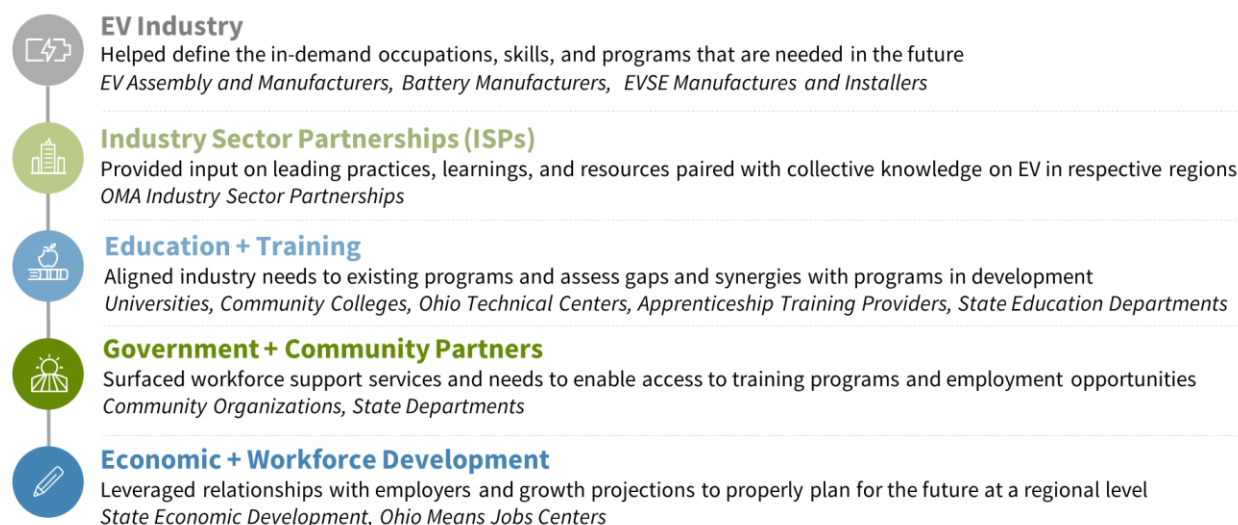 EV Industry
Helped define the in-demand occupations, skills, and programs that are needed in the future
EV Assembly and Manufacturers, Battery Manufacturers, EVSE Manufactures and Installers
Industry Sector Partnerships (ISPs)
Provided input on leading practices, learnings, and resources paired with collective knowledge on EV in respective regions
OMA Industry Sector Partnerships
Education + Training
Aligned industry needs to existing programs and assess gaps and synergies with programs in development
Universities, Community Colleges, Ohio Technical Centers, Apprenticeship Training Providers, State Education Departments
Government + Community Partners
Surfaced workforce support services and needs to enable access to training programs and employment opportunities
Community Organizations, State Departments
Economic + Workforce Development
Leveraged relationships with employers and growth projections to properly plan for the future at a regional level
State Economic Development, Ohio Means Jobs Centers